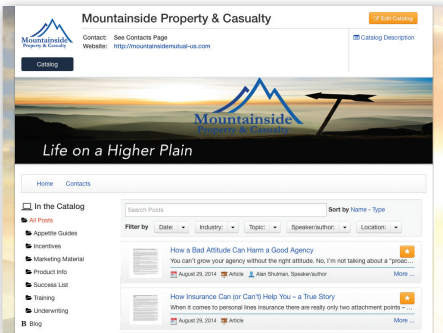 Mountainside Property & Casualty
Edit Catalog
Mountainside
Property & Casualty
Contact: See Contacts Page
Website: http://mountainsidemutual-us.com
Catalog Description
Catalog
Mountainside
Property & Casualty
Life on a Higher Plain
Home Contacts
In the Catalog
All Posts
Appetite Guides
Incentives
Marketing Material
Product Info
Success List
Training
Underwriting
B Blog
Search Posts
Sort by Name - Type
Filter by Date: Industry: Topic: Speaker/author: Location:
How a Bad Attitude Can Harm a Good Agency
You can't grow your agency without the right attitude. No, I'm not talking about a "proac...
August 29, 2014 Article Alan Shulman, Speaker/author More ...
How Insurance Can (or Can't) Help You – a True Story
When it comes to personal lines insurance there are really only two attachment points – ...
August 29, 2014 Article More ...